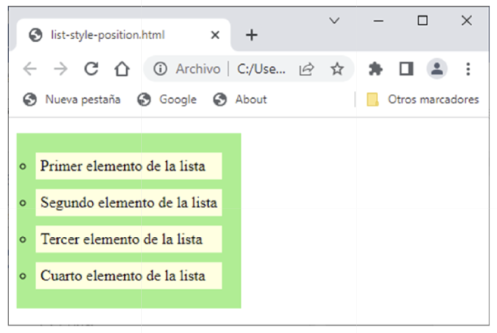 list-style-position.html
Archivo | C:/Use...
Nueva pestaña Google About Otros marcadores
Primer elemento de la lista
Segundo elemento de la lista
Tercer elemento de la lista
Cuarto elemento de la lista